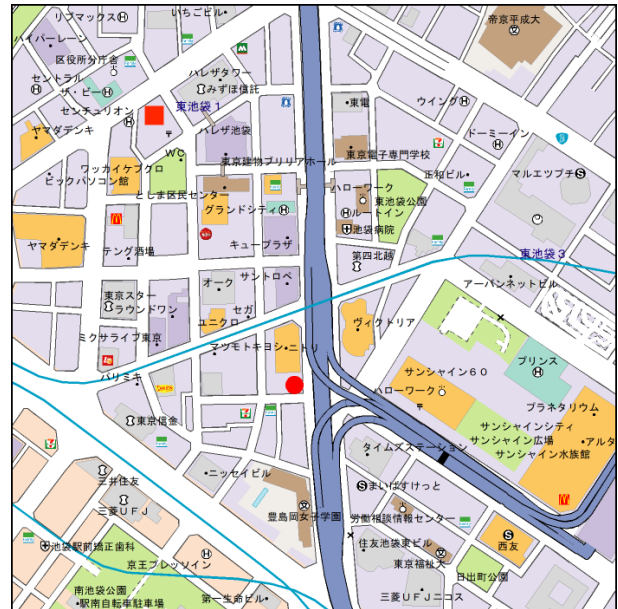 リブマックス
いちごビル
帝京平成大
ハイパーレーン
区役所分庁舎
ハレザタワー
セントラル
ザ・ビー
みずほ信託
センチュリオン
東池袋1
東電
ウイング
ヤマダデンキ
ハレザ池袋
ドーミーイン
WC
東京建物ブリリアホール
東京電子専門学校
ワッカイケブクロ
ビックパソコン館
正和ビル
マルエツプチ
としま区民センター
ハローワーク
グランドシティ
東池袋公園
ルートイン
池袋病院
ヤマダデンキ
テング酒場
キュープラザ
第四北越
東池袋3
オーク
サントロペ
アーバンネットビル
東京スター
ラウンドワン
セガ
ユニクロ
ヴィクトリア
ミクサライブ東京
マツモトキヨシ
ニトリ
プリンス
サンシャイン60
パリミキ
ハローワーク
プラネタリウム
東京信金
サンシャインシティ
サンシャイン広場
アルタ
タイムズステーション
サンシャイン水族館
三井住友
ニッセイビル
まいばすけっと
三菱UFJ
豊島岡女子学園
労働相談情報センター
池袋駅前矯正歯科
住友池袋東ビル
西友
京王プレッソイン
東京福祉大
日出町公園
南池袋公園
駅南自転車駐車場
第一生命ビル
三菱UFJニコス